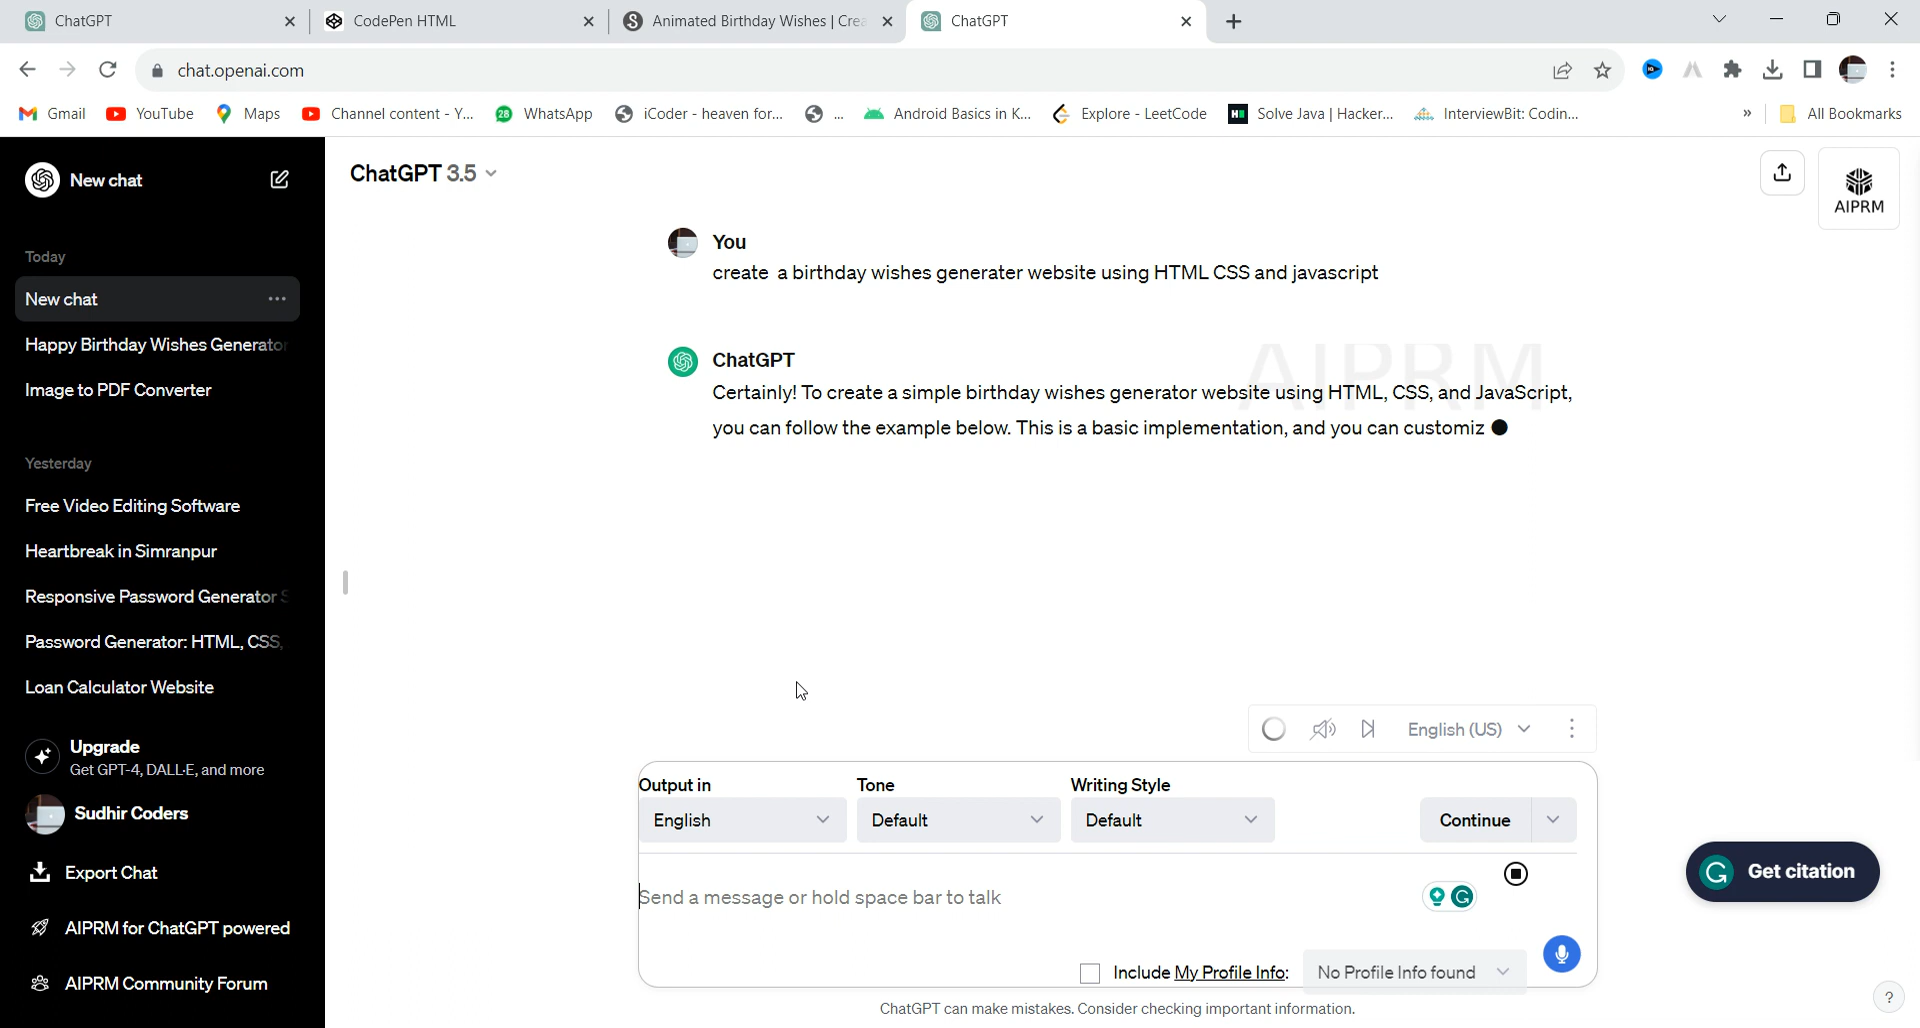 ChatGPT
CodePen HTML
Animated Birthday Wishes | Crea
ChatGPT
chat.openai.com
Gmail
YouTube
Maps
Channel content - Y...
28
WhatsApp
iCoder - heaven for...
...
Android Basics in K...
Explore - LeetCode
Solve Java | Hacker...
InterviewBit: Codin...
»
All Bookmarks
New chat
ChatGPT 3.5
AIPRM
You
create a birthday wishes generater website using HTML CSS and javascript
Today
New chat
Happy Birthday Wishes Generator
Image to PDF Converter
ChatGPT
AIPRM
Certainly! To create a simple birthday wishes generator website using HTML, CSS, and JavaScript,
you can follow the example below. This is a basic implementation, and you can customiz
Yesterday
Free Video Editing Software
Heartbreak in Simranpur
Responsive Password Generator S
Password Generator: HTML, CSS,
Loan Calculator Website
English (US)
Upgrade
Get GPT-4, DALL·E, and more
Sudhir Coders
Export Chat
AIPRM for ChatGPT powered
AIPRM Community Forum
Output in
Tone
Writing Style
English
Default
Default
Continue
Send a message or hold space bar to talk
Get citation
Include My Profile Info:
No Profile Info found
ChatGPT can make mistakes. Consider checking important information.
?